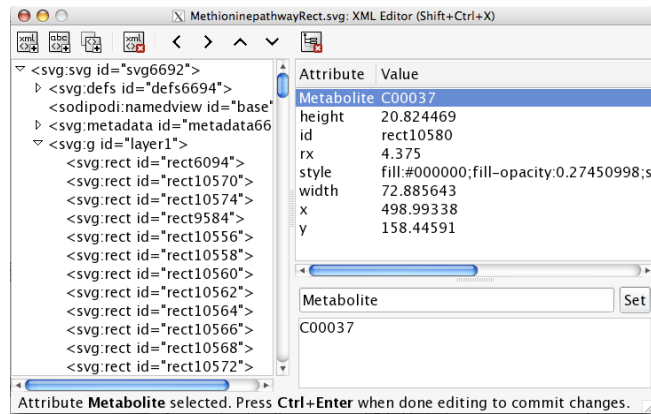 MethioninepathwayRect.svg: XML Editor (Shift+Ctrl+X)
xml abc xml
<svg:svg id="svg6692">
<svg:defs id="defs6694">
<sodipodi:namedview id="base"
<svg:metadata id="metadata66
<svg:g id="layer1">
<svg:rect id="rect6094">
<svg:rect id="rect10570">
<svg:rect id="rect10574">
<svg:rect id="rect9584">
<svg:rect id="rect10556">
<svg:rect id="rect10558">
<svg:rect id="rect10560">
<svg:rect id="rect10562">
<svg:rect id="rect10564">
<svg:rect id="rect10566">
<svg:rect id="rect10568">
<svg:rect id="rect10572">
Attribute Value
Metabolite C00037
height 20.824469
id rect10580
rx 4.375
style fill:#000000;fill-opacity:0.27450998;s
width 72.885643
x 498.99338
y 158.44591
Metabolite Set
C00037
Attribute Metabolite selected. Press Ctrl+Enter when done editing to commit changes.